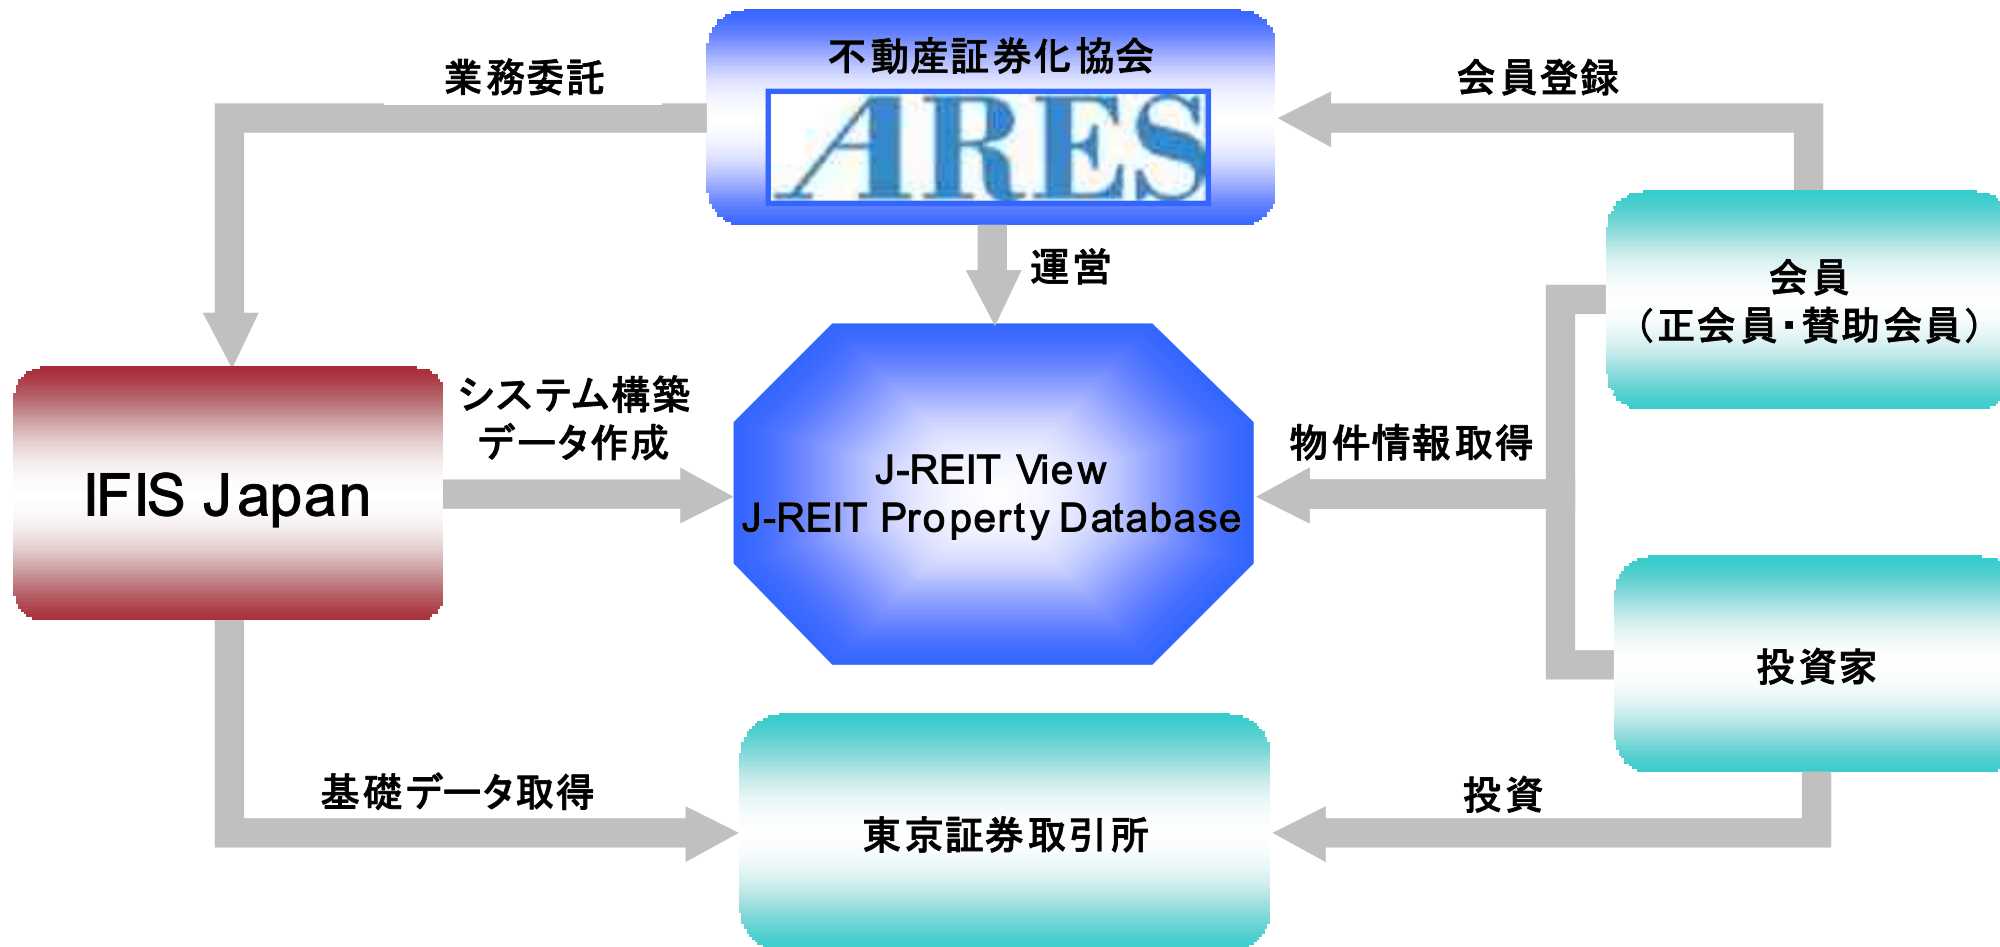 不動産証券化協会
ARES
業務委託
会員登録
運営
会員
（正会員・賛助会員）
システム構築
データ作成
物件情報取得
IFIS Japan
J-REIT View
J-REIT Property Database
投資家
基礎データ取得
投資
東京証券取引所